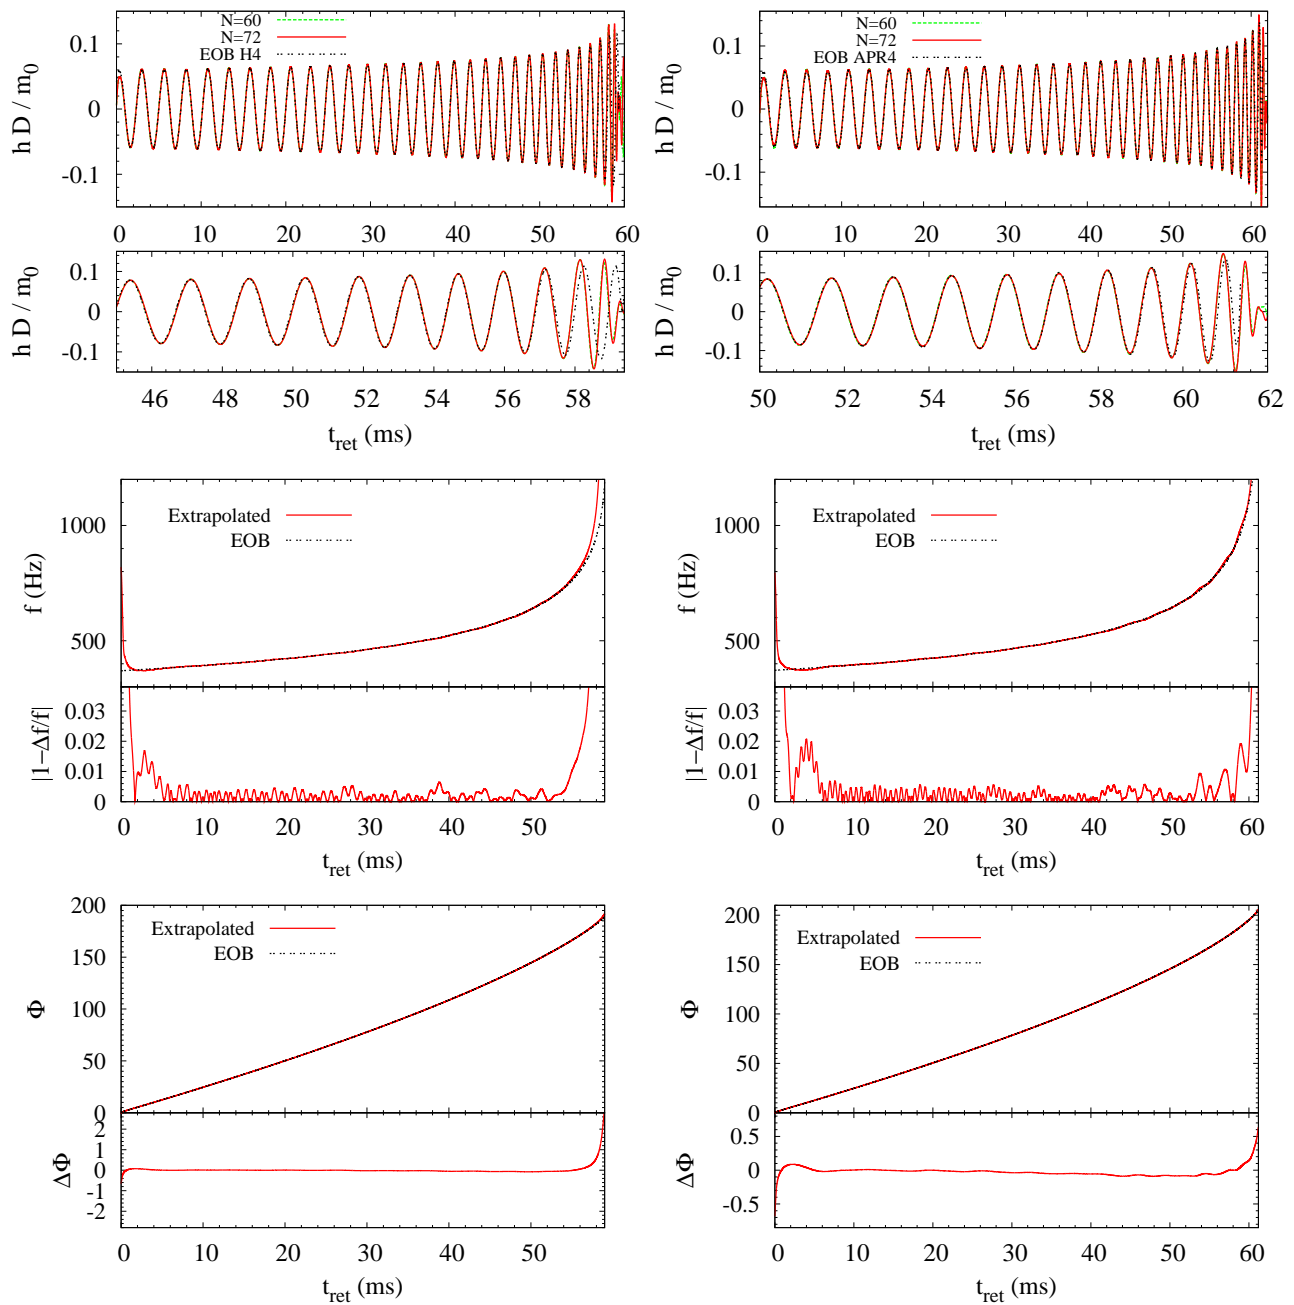 N=60
N=72
EOB H4
h D / m0
0.1
0
-0.1
0 10 20 30 40 50 60
h D / m0
0.1
0
-0.1
46 48 50 52 54 56 58
tret (ms)
N=60
N=72
EOB APR4
h D / m0
0.1
0
-0.1
0 10 20 30 40 50 60
h D / m0
0.1
0
-0.1
50 52 54 56 58 60 62
tret (ms)
Extrapolated
EOB
f (Hz)
1000
500
|1−Δf/f|
0.03
0.02
0.01
0
0 10 20 30 40 50
tret (ms)
Extrapolated
EOB
f (Hz)
1000
500
|1−Δf/f|
0.03
0.02
0.01
0
0 10 20 30 40 50 60
tret (ms)
Extrapolated
EOB
Φ
200
150
100
50
0
ΔΦ
2
1
0
-1
-2
0 10 20 30 40 50
tret (ms)
Extrapolated
EOB
Φ
200
150
100
50
0
ΔΦ
0.5
0
-0.5
0 10 20 30 40 50 60
tret (ms)